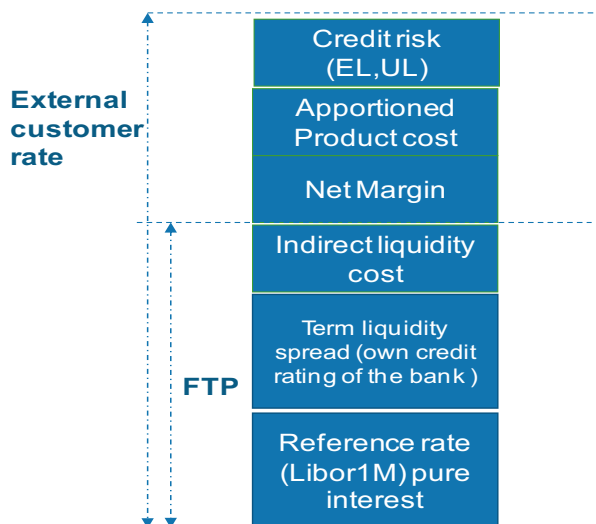 Credit risk
(EL,UL)
External
customer
rate
Apportioned
Product cost
Net Margin
Indirect liquidity
cost
Term liquidity
spread (own credit
rating of the bank )
FTP
Reference rate
(Libor1M) pure
interest